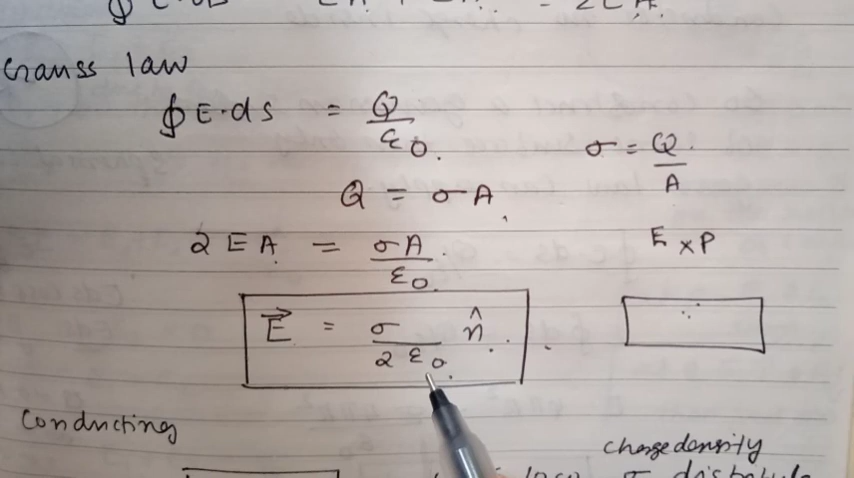 Gauss law
∮ E·ds = Q/ε0.
σ = Q/A
Q = σA
2EA = σA/ε0.
E × P
E⃗ = σ/2ε0 n̂
Conducting
charge density